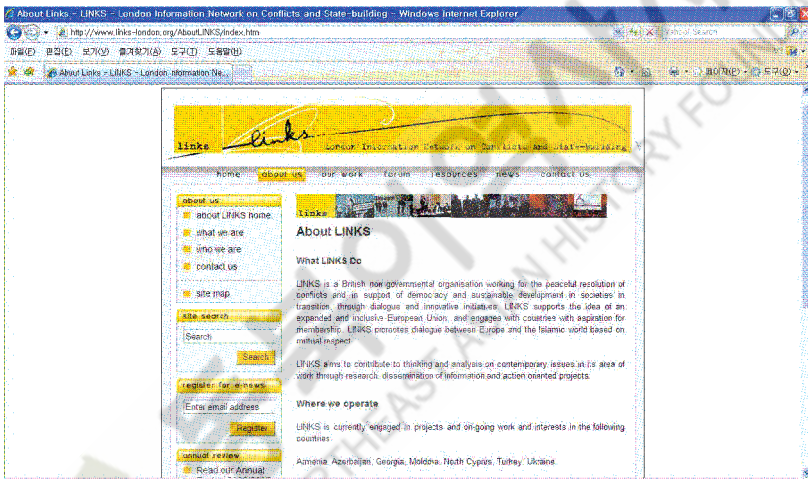 About Links - LINKS - London Information Network on Conflicts and State-building - Windows Internet Explorer
http://www.links-london.org/AboutLINKS/index.htm
Search
파일(F) 편집(E) 보기(V) 즐겨찾기(A) 도구(T) 도움말(H)
About Links - LINKS - London Information Ne...
페이지(P) 도구(O)
links links London Information Network on Conflicts and State-building
home about us our work forum resources news contact us
about us
about LINKS home
what we are
who we are
contact us
site map
site search
Search
Search
register for e-news
Enter email address
Register
annual review
Read our Annual
links
About LINKS
What LINKS Do
LINKS is a British non governmental organisation working for the peaceful resolution of
conflicts and in support of democracy and sustainable development in societies in
transition, through dialogue and innovative initiatives. LINKS supports the idea of an
expanded and inclusive European Union, and engages with countries with aspiration for
membership. LINKS promotes dialogue between Europe and the Islamic world based on
mutual respect.
LINKS aims to contribute to thinking and analysis on contemporary issues in its area of
work through research, dissemination of information and action oriented projects.
Where we operate
LINKS is currently engaged in projects and on-going work and interests in the following
countries:
Armenia, Azerbaijan, Georgia, Moldova, North Cyprus, Turkey, Ukraine.